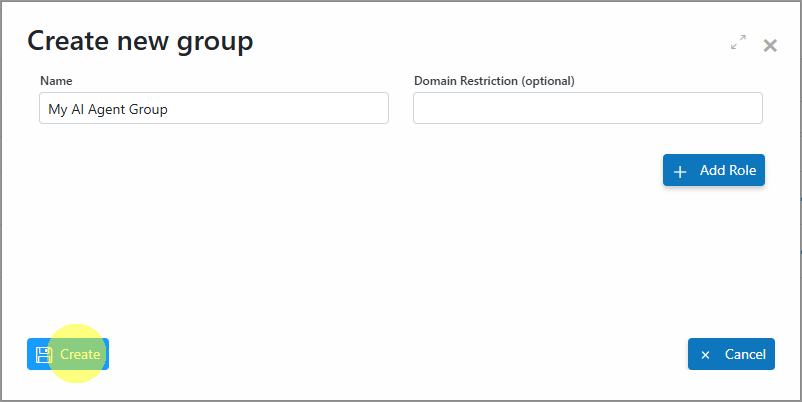 Create new group
Name
Domain Restriction (optional)
My AI Agent Group
Add Role
Create
Cancel